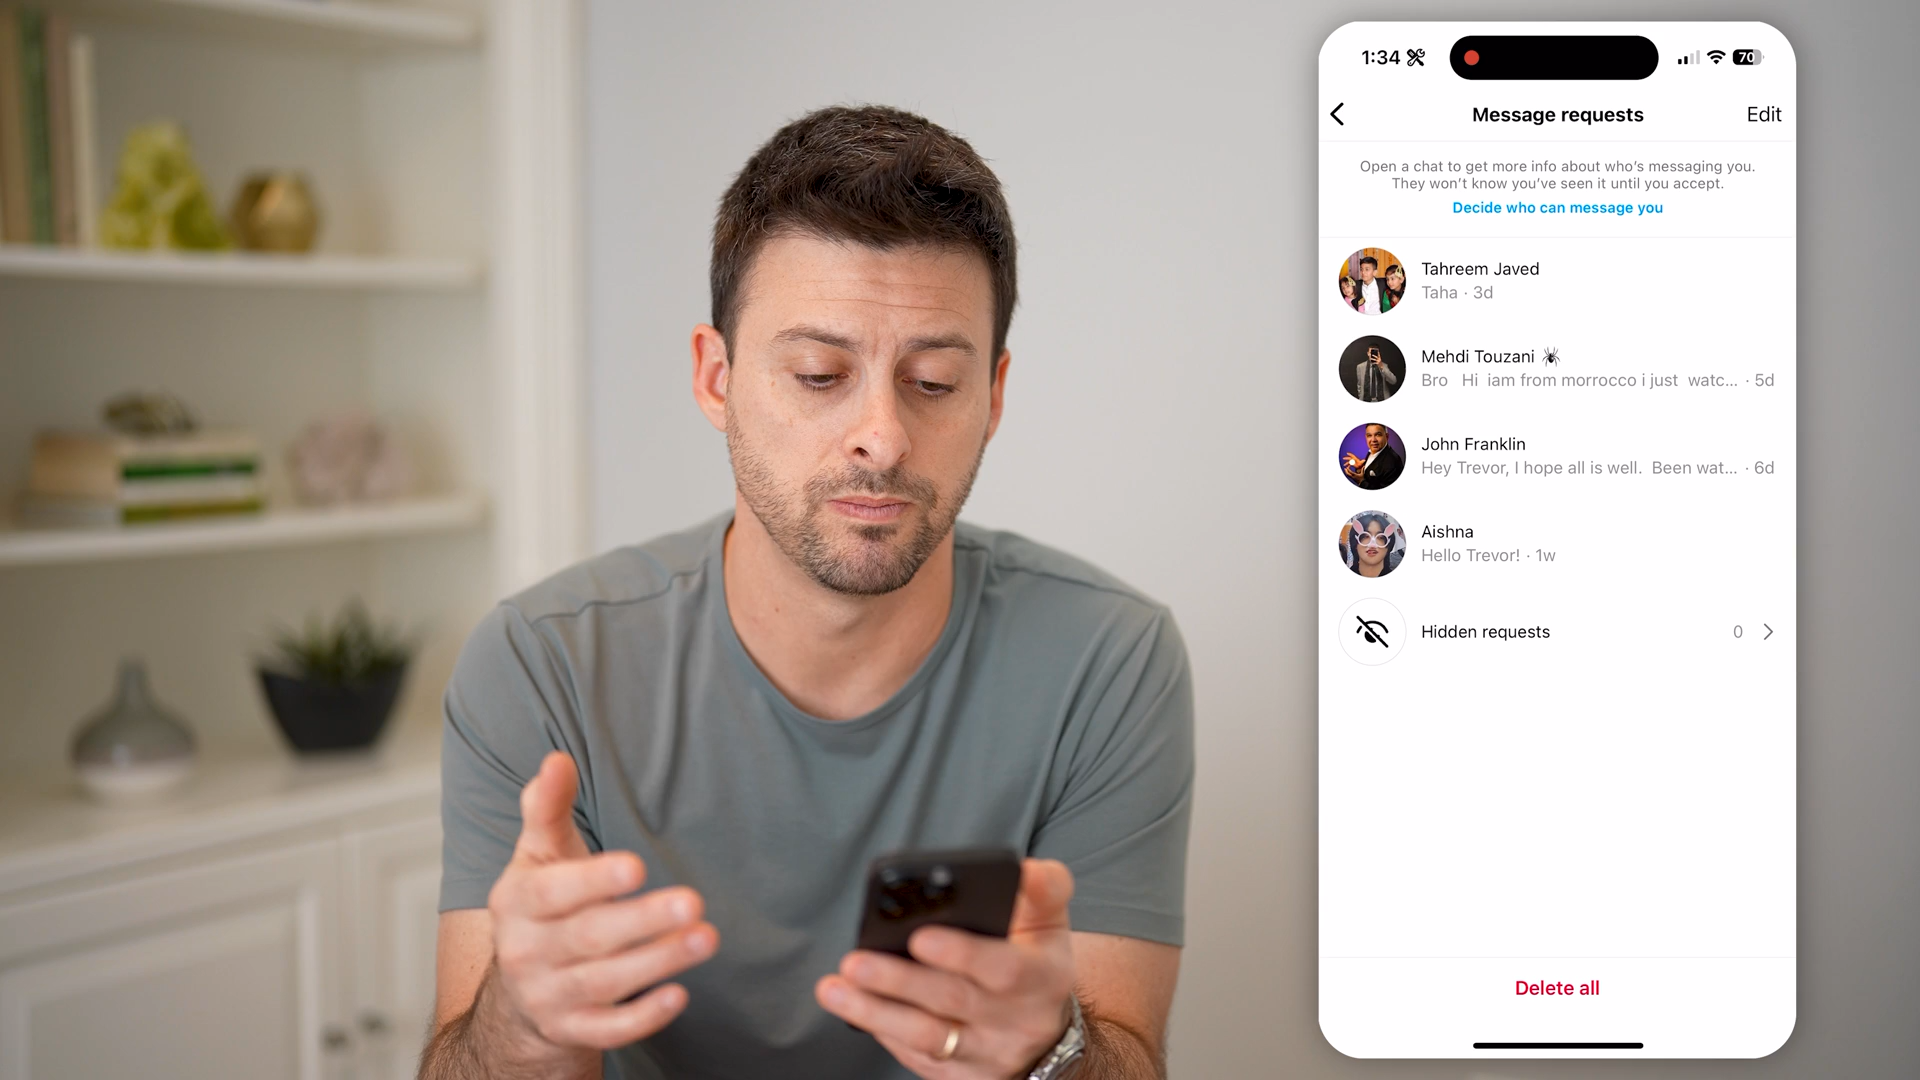 1:34
70
Message requests
Edit
Open a chat to get more info about who's messaging you.
They won't know you've seen it until you accept.
Decide who can message you
Tahreem Javed
Taha · 3d
Mehdi Touzani 🕷
Bro Hi iam from morrocco i just watc... · 5d
John Franklin
Hey Trevor, I hope all is well. Been wat... · 6d
Aishna
Hello Trevor! · 1w
Hidden requests
0
Delete all